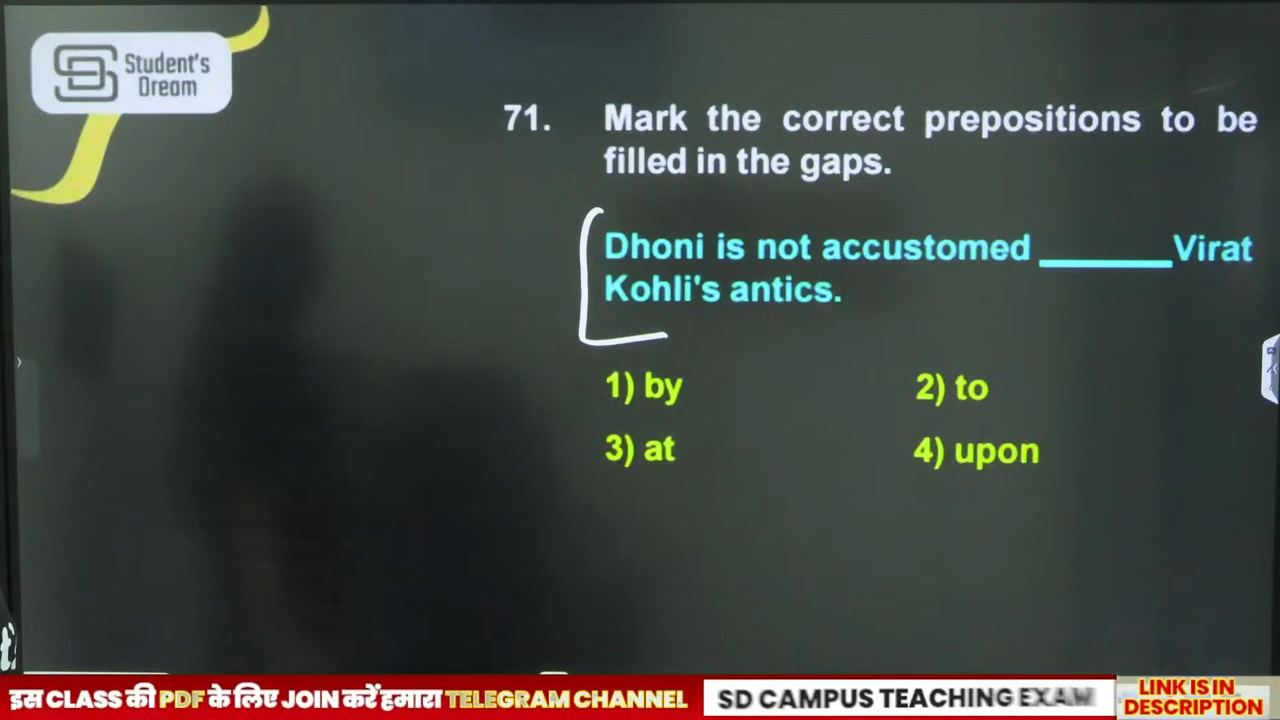 Student's
Dream
71. Mark the correct prepositions to be
filled in the gaps.
Dhoni is not accustomed ______ Virat
Kohli's antics.
1) by 2) to
3) at 4) upon
इस CLASS की PDF के लिए JOIN करें हमारा TELEGRAM CHANNEL
SD CAMPUS TEACHING EXAM
LINK IS IN
DESCRIPTION